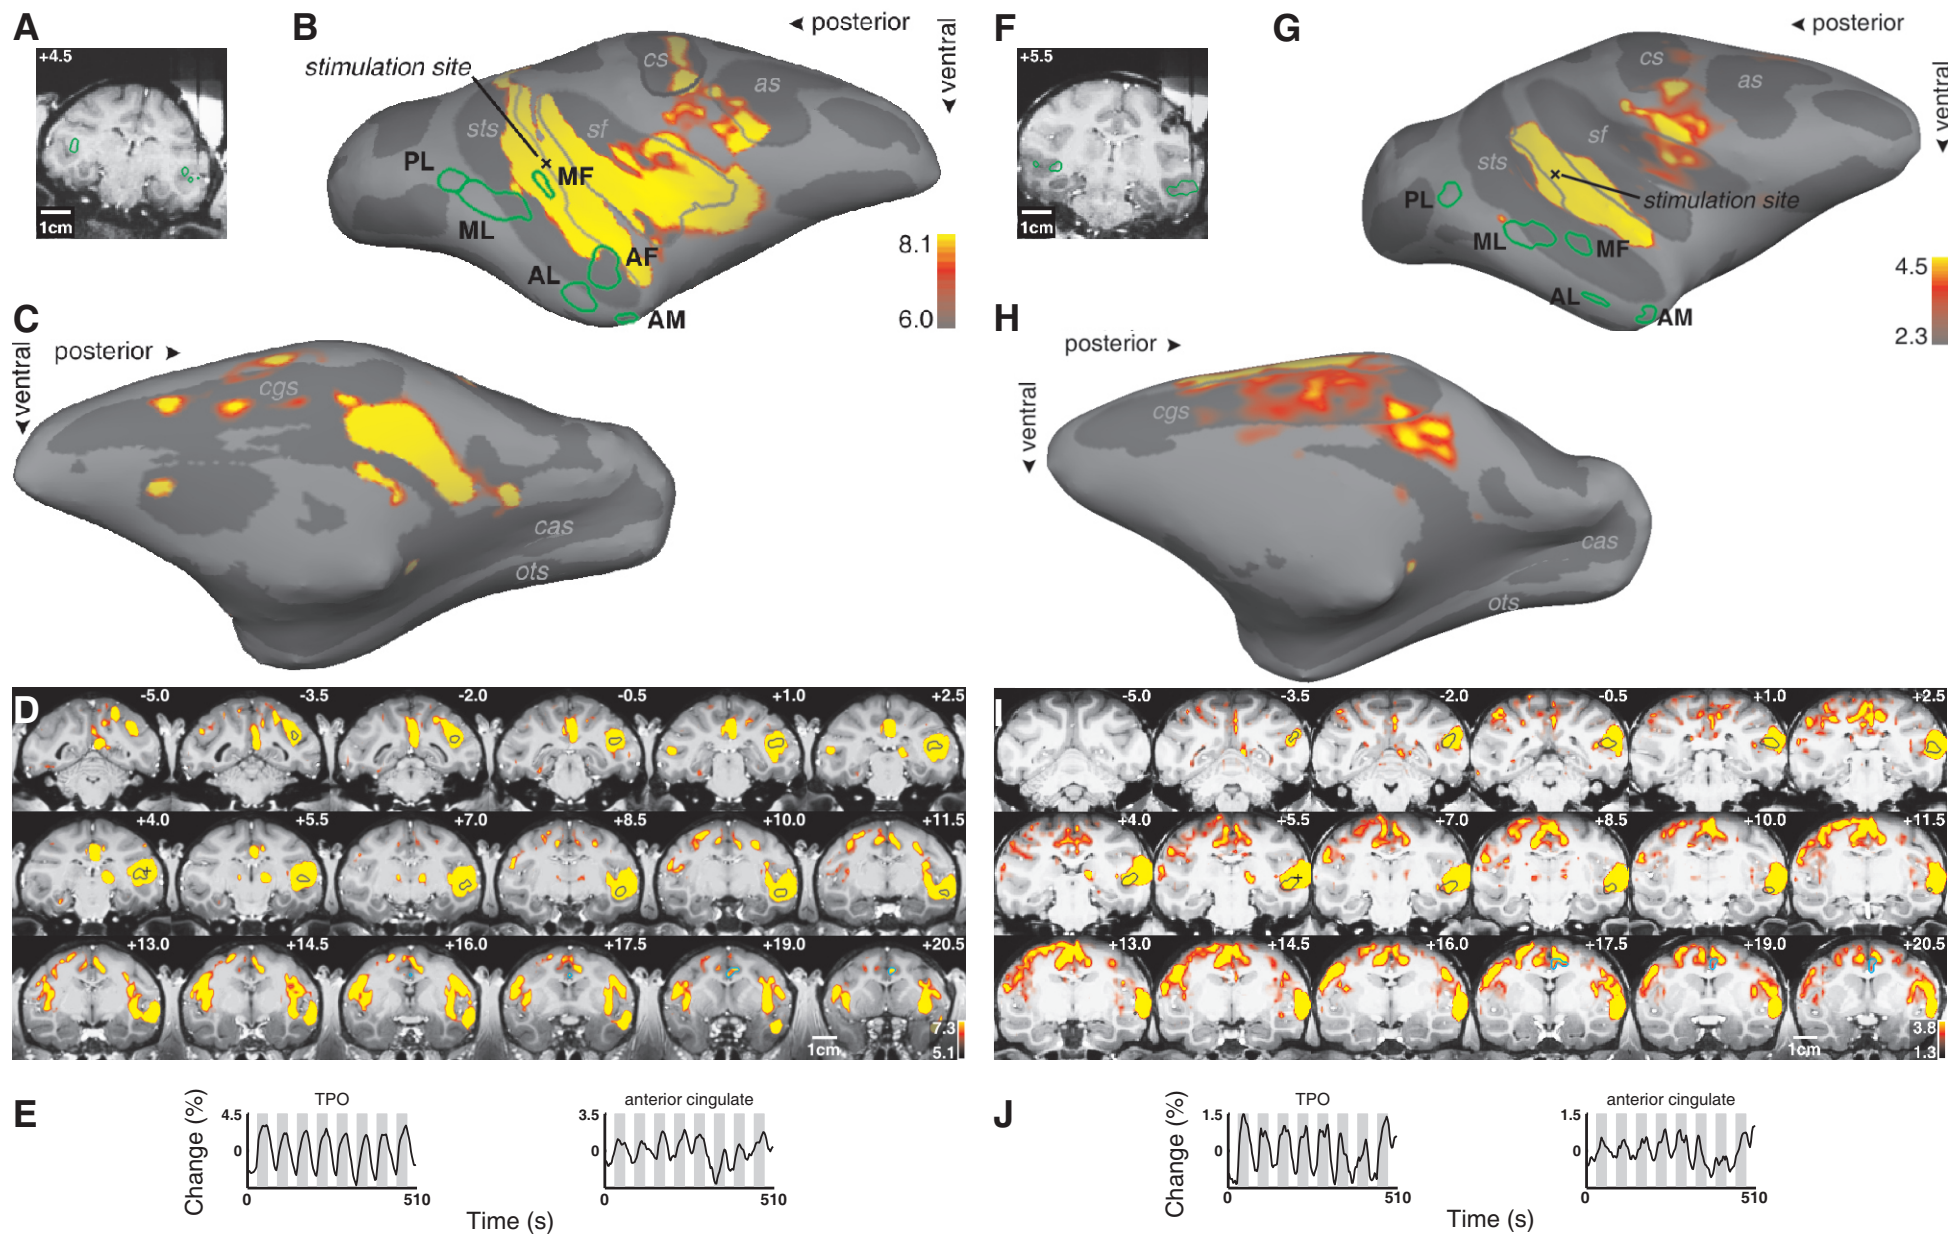 A
+4.5
1cm
B
posterior
ventral
stimulation site
cs
as
sts
sf
PL
MF
ML
AF
AL
AM
8.1
6.0
C
posterior
ventral
cgs
cas
ots
D
-5.0 -3.5 -2.0 -0.5 +1.0 +2.5
+4.0 +5.5 +7.0 +8.5 +10.0 +11.5
+13.0 +14.5 +16.0 +17.5 +19.0 +20.5
1cm
7.3
5.1
E
Change (%)
TPO
4.5
0
0 510
anterior cingulate
3.5
0
0 510
Time (s)
F
+5.5
1cm
G
posterior
ventral
cs
as
sf
sts
stimulation site
PL
ML
MF
AL
AM
4.5
2.3
H
posterior
ventral
cgs
cas
ots
I
-5.0 -3.5 -2.0 -0.5 +1.0 +2.5
+4.0 +5.5 +7.0 +8.5 +10.0 +11.5
+13.0 +14.5 +16.0 +17.5 +19.0 +20.5
1cm
3.8
1.3
J
Change (%)
TPO
1.5
0
0 510
anterior cingulate
1.5
0
0 510
Time (s)